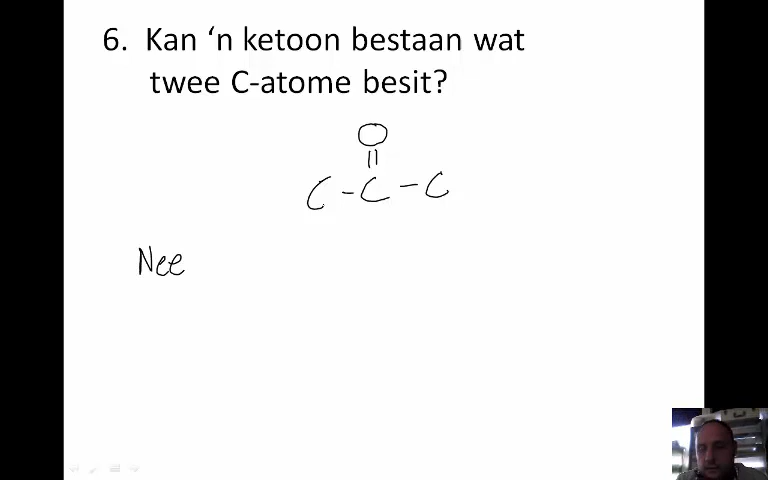 6. Kan ‘n ketoon bestaan wat
twee C-atome besit?
O
||
C - C - C
Nee